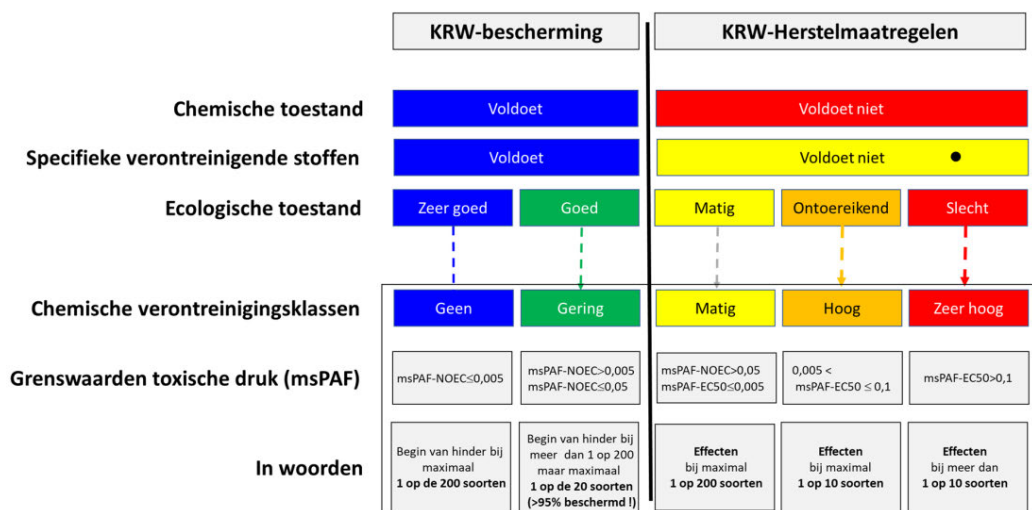 KRW-bescherming
KRW-Herstelmaatregelen
Chemische toestand
Voldoet
Voldoet niet
Specifieke verontreinigende stoffen
Voldoet
Voldoet niet
Ecologische toestand
Zeer goed
Goed
Matig
Ontoereikend
Slecht
Chemische verontreinigingsklassen
Geen
Gering
Matig
Hoog
Zeer hoog
Grenswaarden toxische druk (msPAF)
msPAF-NOEC≤0,005
msPAF-NOEC>0,005
msPAF-NOEC≤0,05
msPAF-NOEC>0,05
msPAF-EC50≤0,005
0,005 <
msPAF-EC50 ≤ 0,1
msPAF-EC50>0,1
In woorden
Begin van hinder bij
maximaal
1 op de 200 soorten
Begin van hinder bij
meer dan 1 op 200
maar maximaal
1 op de 20 soorten
(>95% beschermd !)
Effecten
bij maximaal
1 op 200 soorten
Effecten
bij maximaal
1 op 10 soorten
Effecten
bij meer dan
1 op 10 soorten